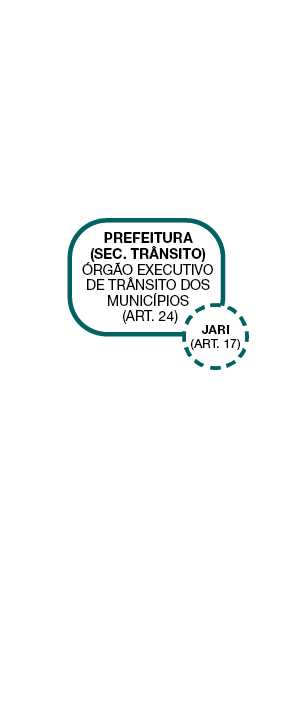 PREFEITURA
(SEC. TRÂNSITO)
ÓRGÃO EXECUTIVO
DE TRÂNSITO DOS
MUNICÍPIOS
(ART. 24)
JARI
(ART. 17)